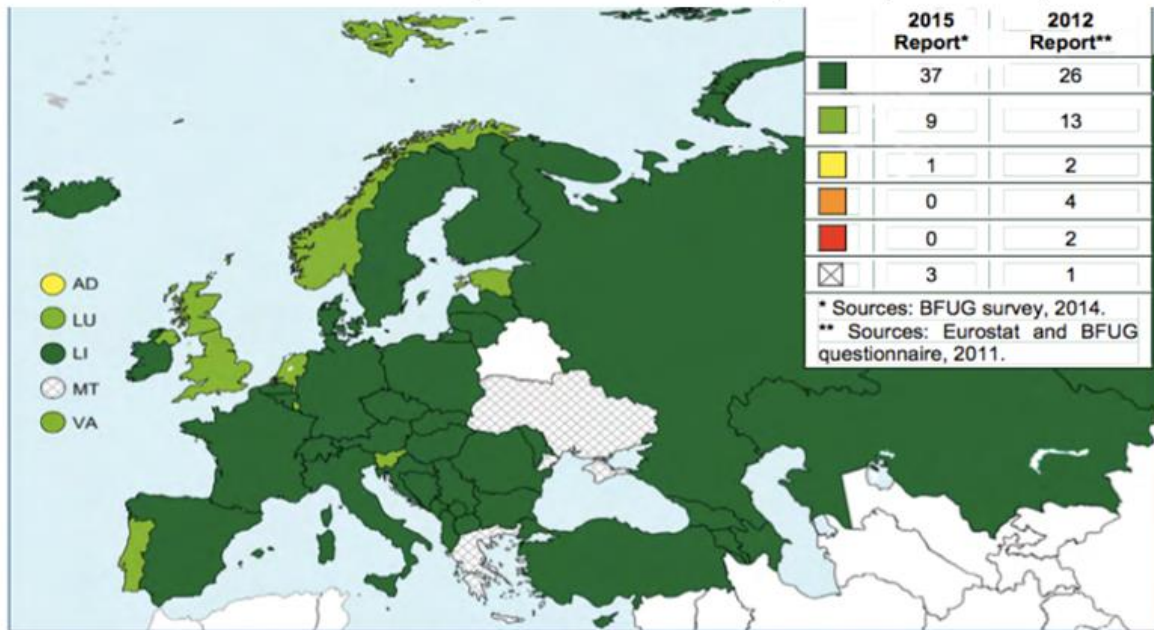 2015 2012
Report* Report**
37 26
9 13
1 2
0 4
0 2
3 1
* Sources: BFUG survey, 2014.
** Sources: Eurostat and BFUG
questionnaire, 2011.
AD
LU
LI
MT
VA